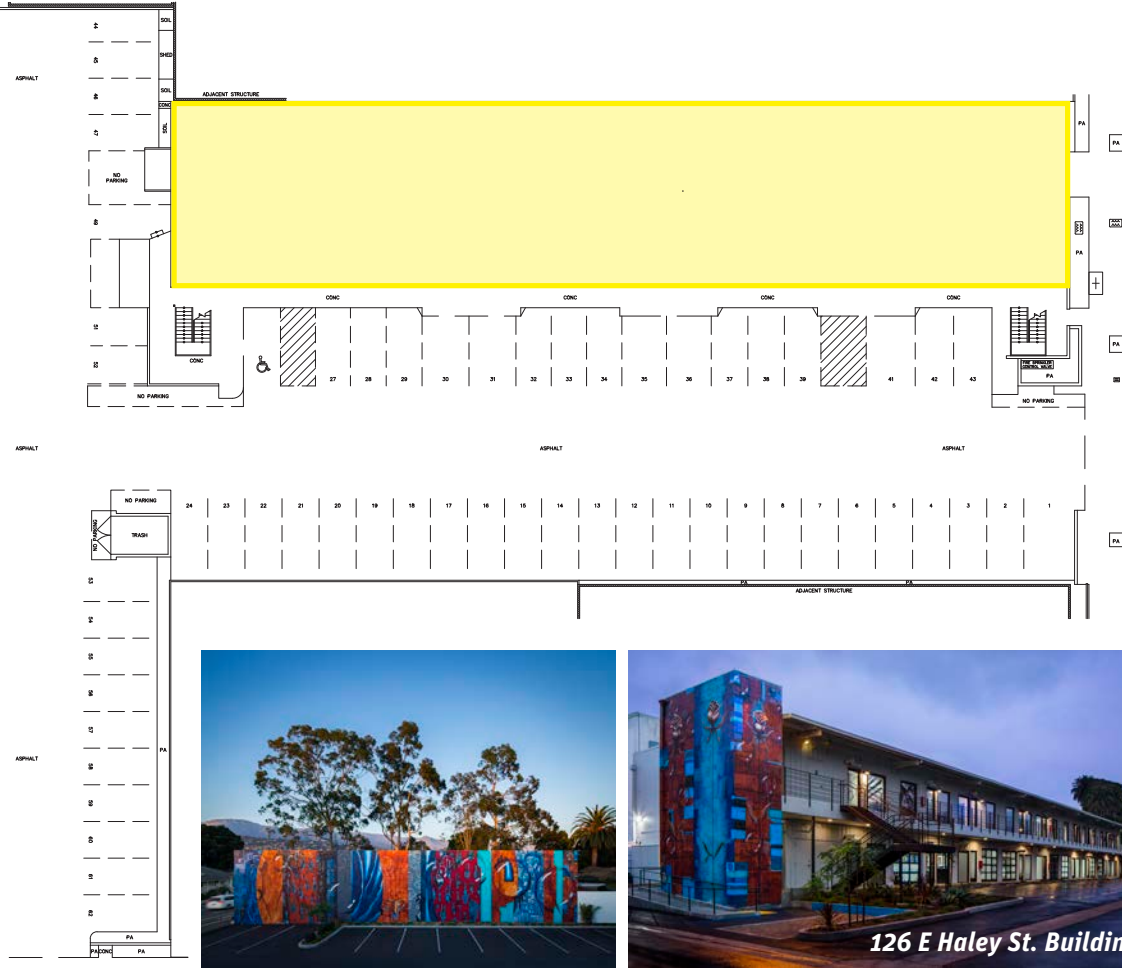 44
SOIL
SHED
45
ASPHALT
SOIL
46
ADJACENT STRUCTURE
CONC
47
SOIL
PA
PA
NO
PARKING
49
PA
CONC
CONC
CONC
CONC
51
52
CONC
27
28
29
30
31
32
33
34
35
36
37
38
39
41
42
43
FIRE SPRINKLER
CONTROL VALVE
PA
PA
NO PARKING
NO PARKING
ASPHALT
ASPHALT
ASPHALT
NO PARKING
24
23
22
21
20
19
18
17
16
15
14
13
12
11
10
9
8
7
6
5
4
3
2
1
NO PARKING
TRASH
PA
53
PA
PA
ADJACENT STRUCTURE
54
55
56
57
PA
ASPHALT
58
59
60
61
62
PA
PA
CONC
PA
126 E Haley St. Buildin